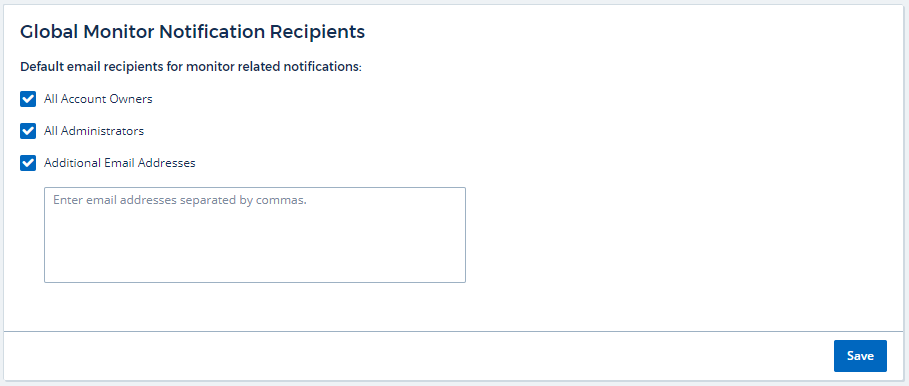 Global Monitor Notification Recipients
Default email recipients for monitor related notifications:
All Account Owners
All Administrators
Additional Email Addresses
Enter email addresses separated by commas.
Save